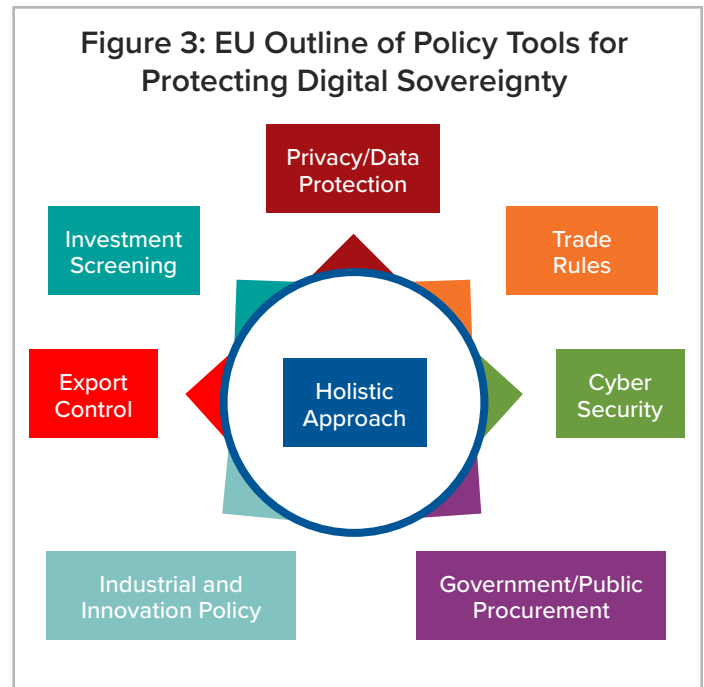 Figure 3: EU Outline of Policy Tools for
Protecting Digital Sovereignty
Privacy/Data
Protection
Investment
Screening
Trade
Rules
Export
Control
Holistic
Approach
Cyber
Security
Industrial and
Innovation Policy
Government/Public
Procurement